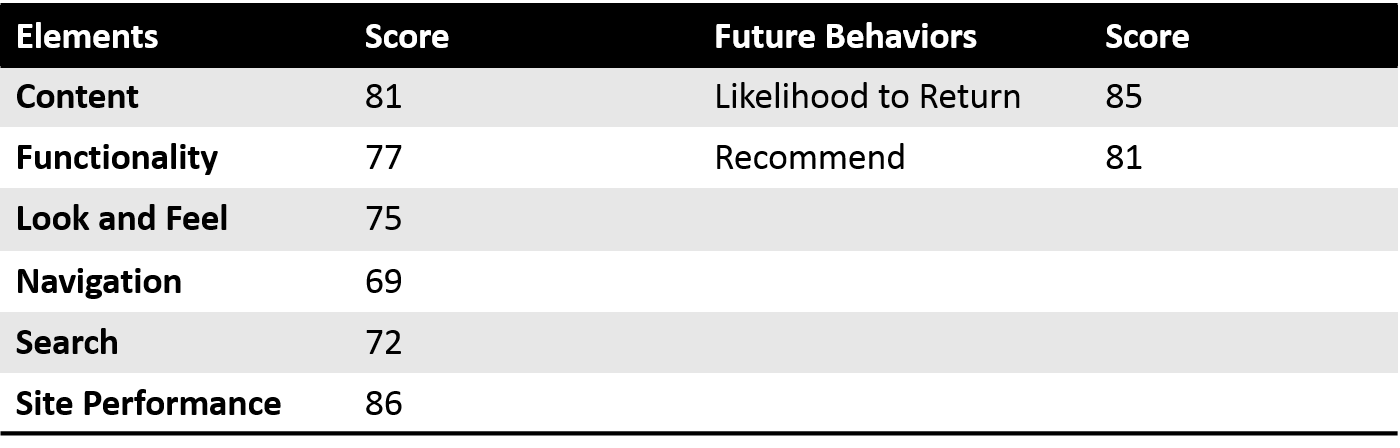 Elements Score Future Behaviors Score
Content 81 Likelihood to Return 85
Functionality 77 Recommend 81
Look and Feel 75
Navigation 69
Search 72
Site Performance 86